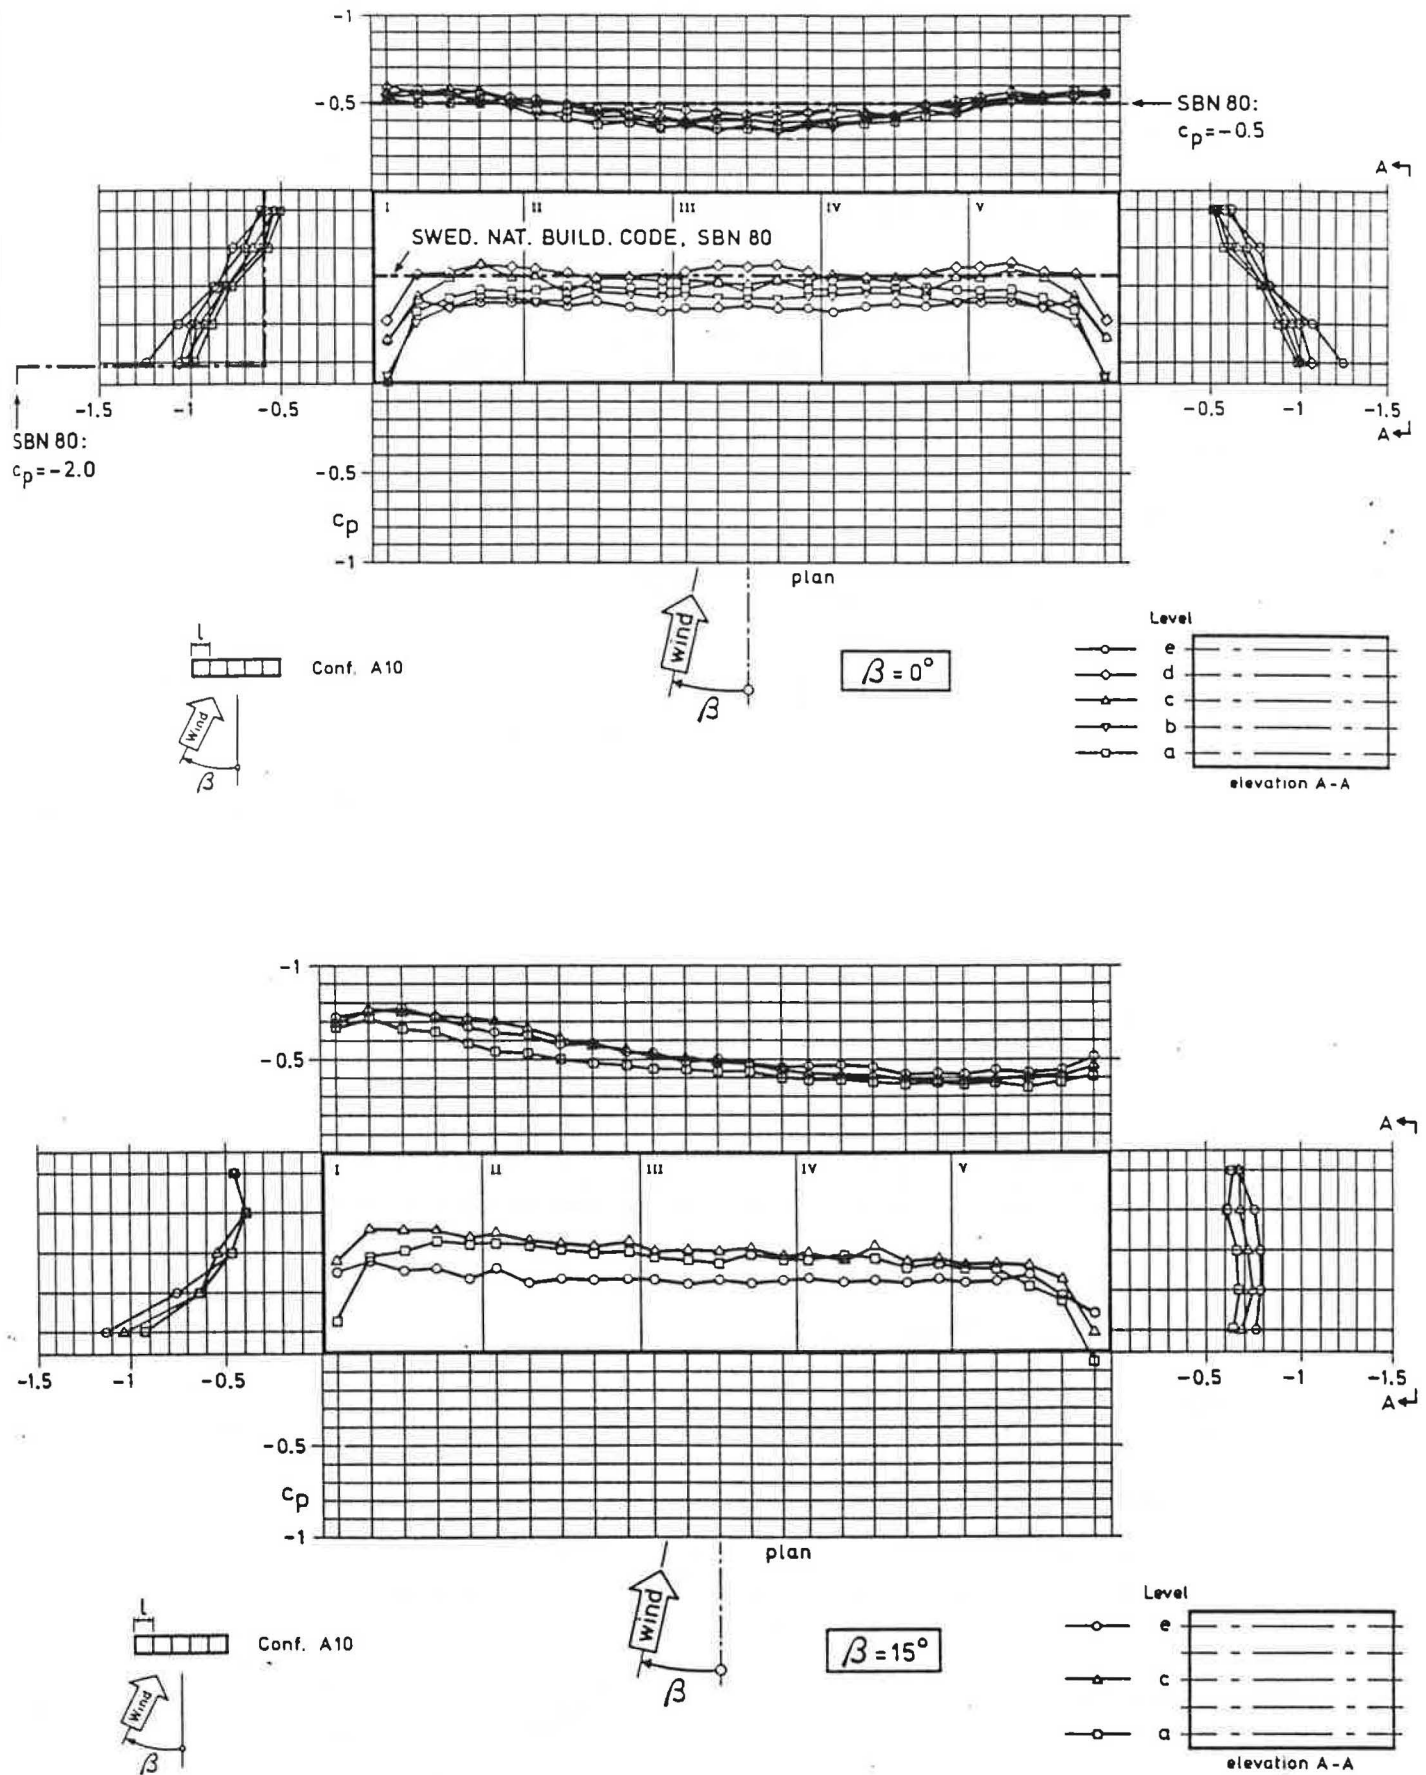 -1
-0.5
SBN 80:
cp=-0.5
A
I II III IV V
SWED. NAT. BUILD. CODE, SBN 80
-1.5 -1 -0.5
-0.5 -1 -1.5
A
SBN 80:
cp=-2.0
-0.5
cp
-1
plan
l
Conf. A10
Wind
β
Wind
β
β=0°
Level
e
d
c
b
a
elevation A-A
-1
-0.5
A
I II III IV V
-1.5 -1 -0.5
-0.5 -1 -1.5
A
-0.5
cp
-1
plan
l
Conf. A10
Wind
β
Wind
β
β=15°
Level
e
c
a
elevation A-A